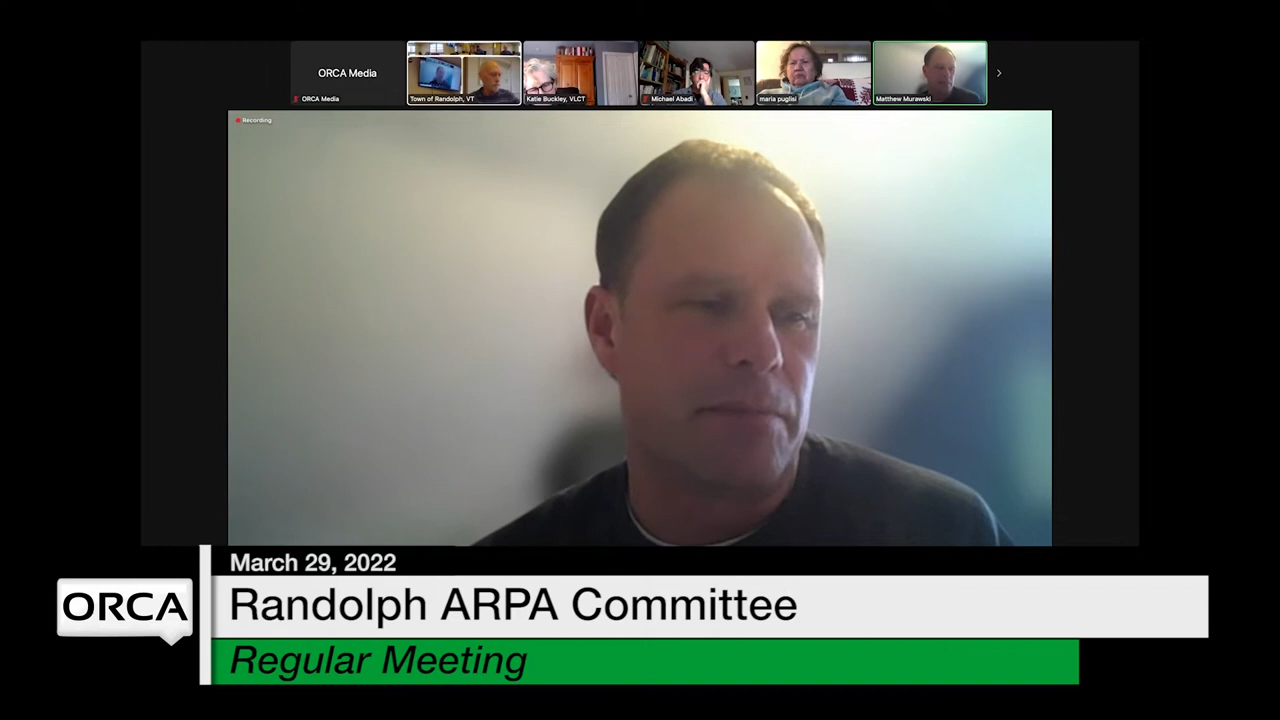 ORCA Media
ORCA Media
Town of Randolph, VT
Katie Buckley, VLCT
Michael Abadi
maria puglisi
Matthew Murawski
Recording
March 29, 2022
ORCA
Randolph ARPA Committee
Regular Meeting